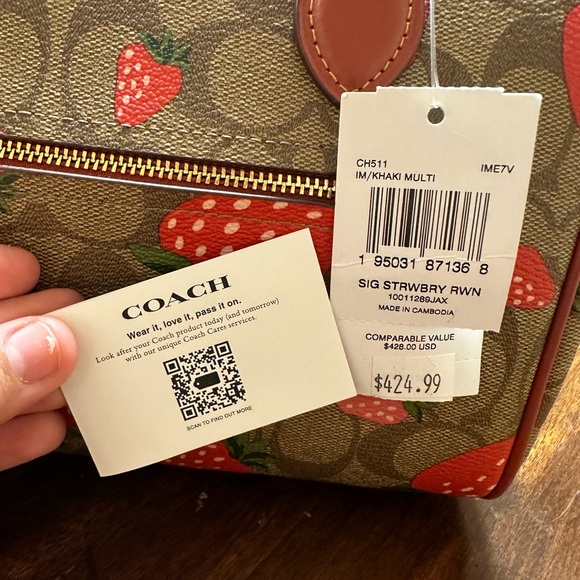 CH511 IME7V
IM/KHAKI MULTI
1 95031 87136 8
SIG STRWBRY RWN
10011289JAX
MADE IN CAMBODIA
COMPARABLE VALUE
$428.00 USD
$424.99
COACH
Wear it, love it, pass it on.
Look after your Coach product today (and tomorrow)
with our unique Coach Cares services.
SCAN TO FIND OUT MORE